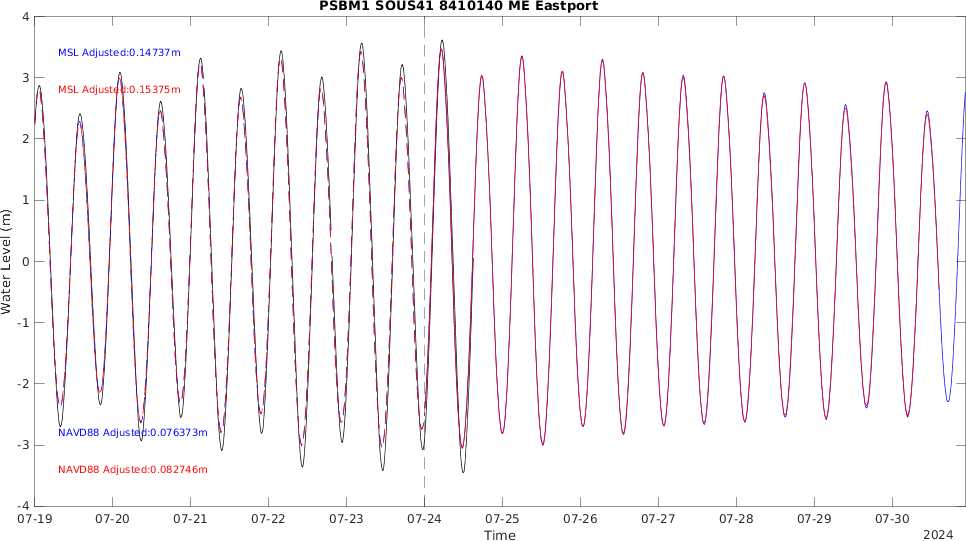 PSBM1 SOUS41 8410140 ME Eastport
4
MSL Adjusted:0.14737m
3
MSL Adjusted:0.15375m
2
1
0
Water Level (m)
-1
-2
NAVD88 Adjusted:0.076373m
-3
NAVD88 Adjusted:0.082746m
-4
07-19 07-20 07-21 07-22 07-23 07-24 07-25 07-26 07-27 07-28 07-29 07-30
Time
2024